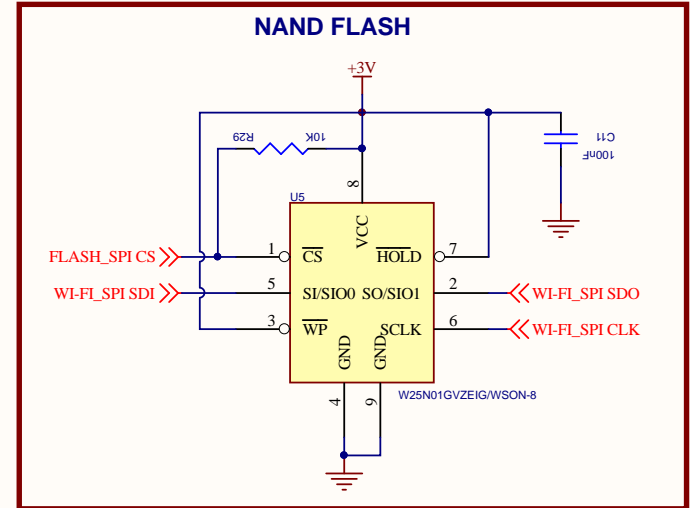 NAND FLASH
+3V
R29 10K
C11
100nF
U5
8
VCC
FLASH_SPI CS
1
CS
HOLD
7
WI-FI_SPI SDI
5
SI/SIO0
SO/SIO1
2
WI-FI_SPI SDO
3
WP
SCLK
6
WI-FI_SPI CLK
GND
GND
4
9
W25N01GVZEIG/WSON-8